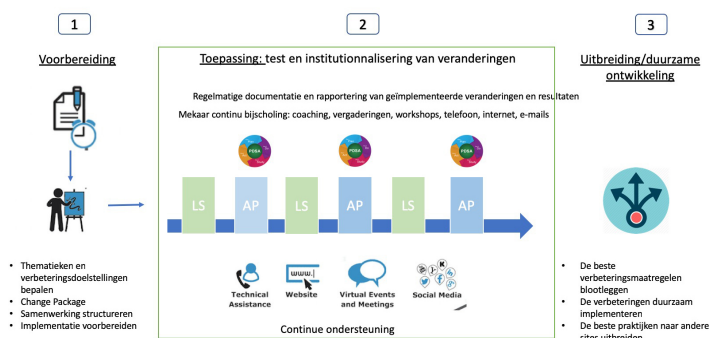 1
Voorbereiding
• Thematieken en
verbeteringsdoelstellingen
bepalen
• Change Package
• Samenwerking structureren
• Implementatie voorbereiden
2
Toepassing: test en institutionnalisering van veranderingen
Regelmatige documentatie en rapportering van geïmplementeerde veranderingen en resultaten
Mekaar continu bijscholing: coaching, vergaderingen, workshops, telefoon, internet, e-mails
PDSA
PDSA
PDSA
LS
AP
LS
AP
LS
AP
www.
Technical
Assistance
Website
Virtual Events
and Meetings
Social Media
Continue ondersteuning
3
Uitbreiding/duurzame
ontwikkeling
• De beste
verbeteringsmaatregelen
blootleggen
• De verbeteringen duurzaam
implementeren
• De beste praktijken naar andere
sites uitbreiden